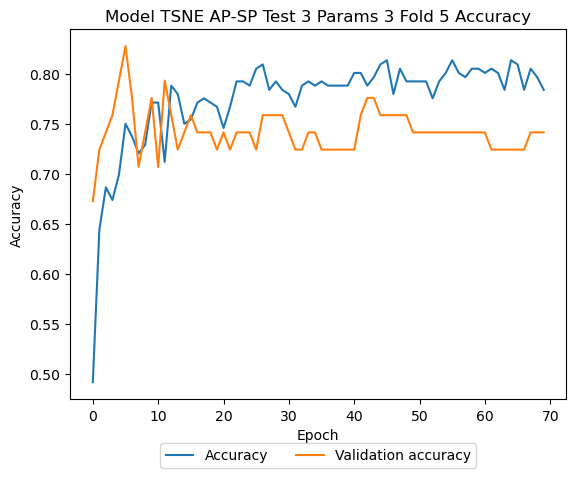 Model TSNE AP-SP Test 3 Params 3 Fold 5 Accuracy
Accuracy
0.80
0.75
0.70
0.65
0.60
0.55
0.50
0 10 20 30 40 50 60 70
Epoch
Accuracy Validation accuracy